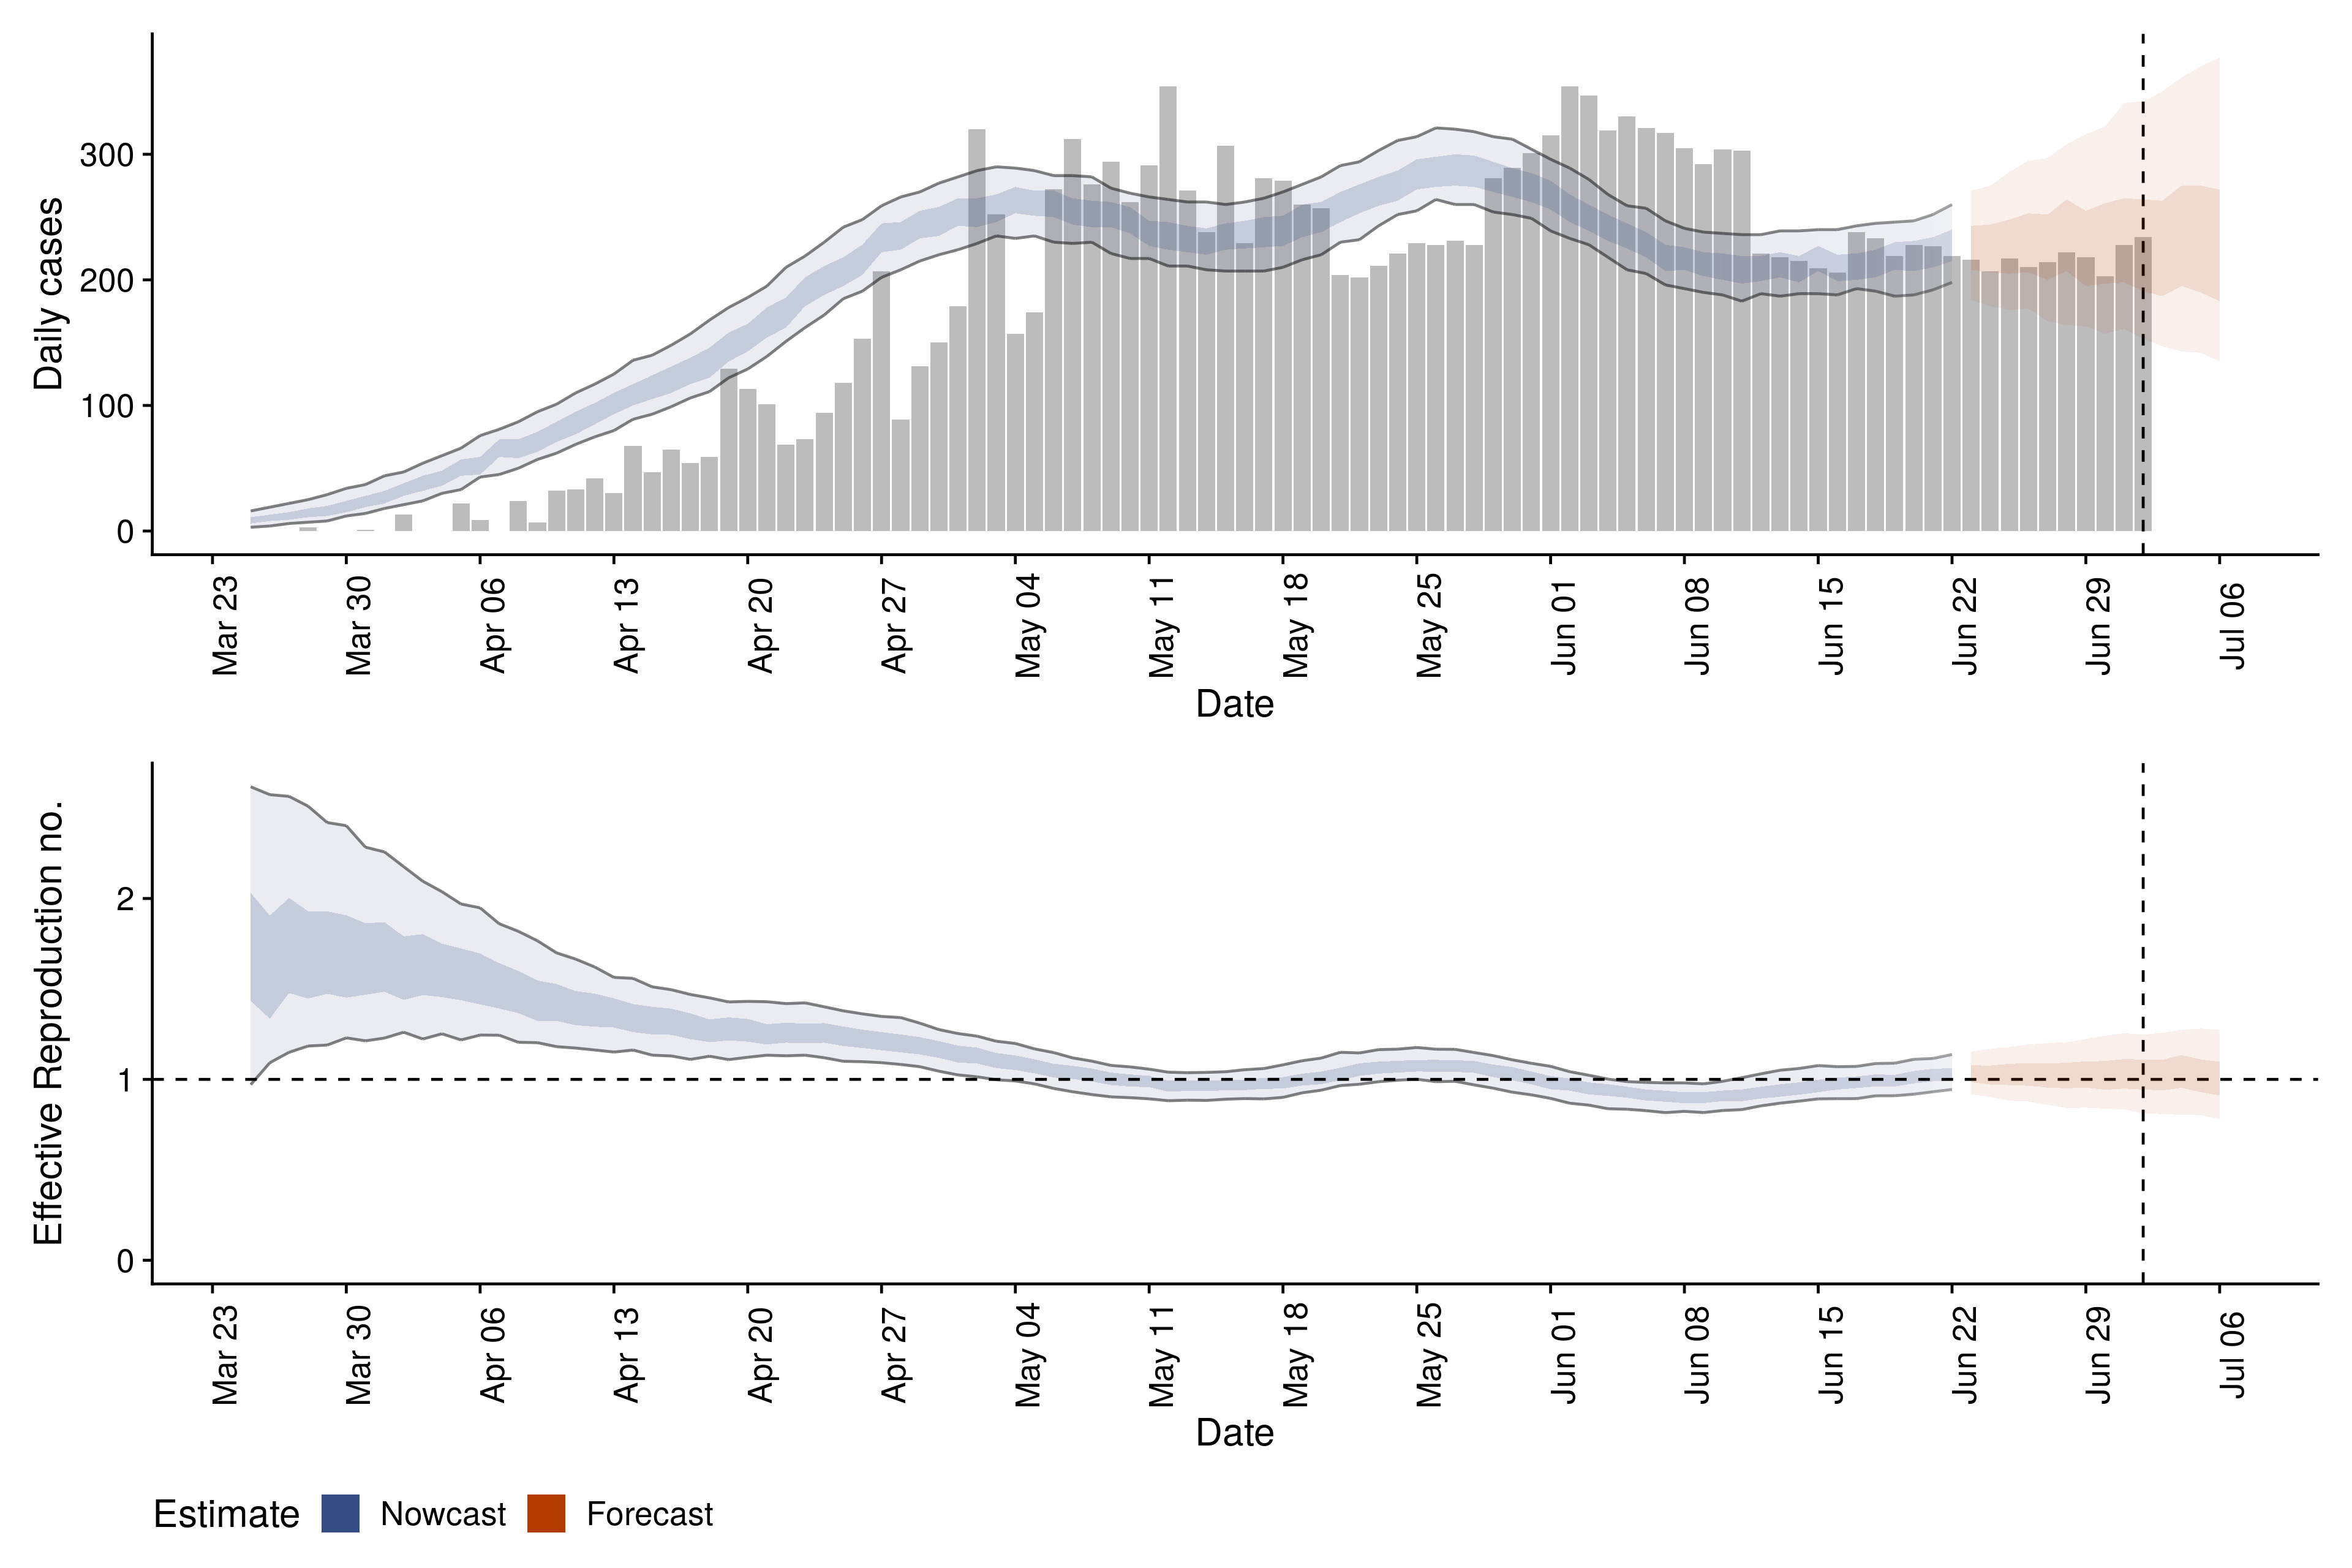 Daily cases
300
200
100
0
Mar 23
Mar 30
Apr 06
Apr 13
Apr 20
Apr 27
May 04
May 11
May 18
May 25
Jun 01
Jun 08
Jun 15
Jun 22
Jun 29
Jul 06
Date
Effective Reproduction no.
2
1
0
Mar 23
Mar 30
Apr 06
Apr 13
Apr 20
Apr 27
May 04
May 11
May 18
May 25
Jun 01
Jun 08
Jun 15
Jun 22
Jun 29
Jul 06
Date
Estimate Nowcast Forecast